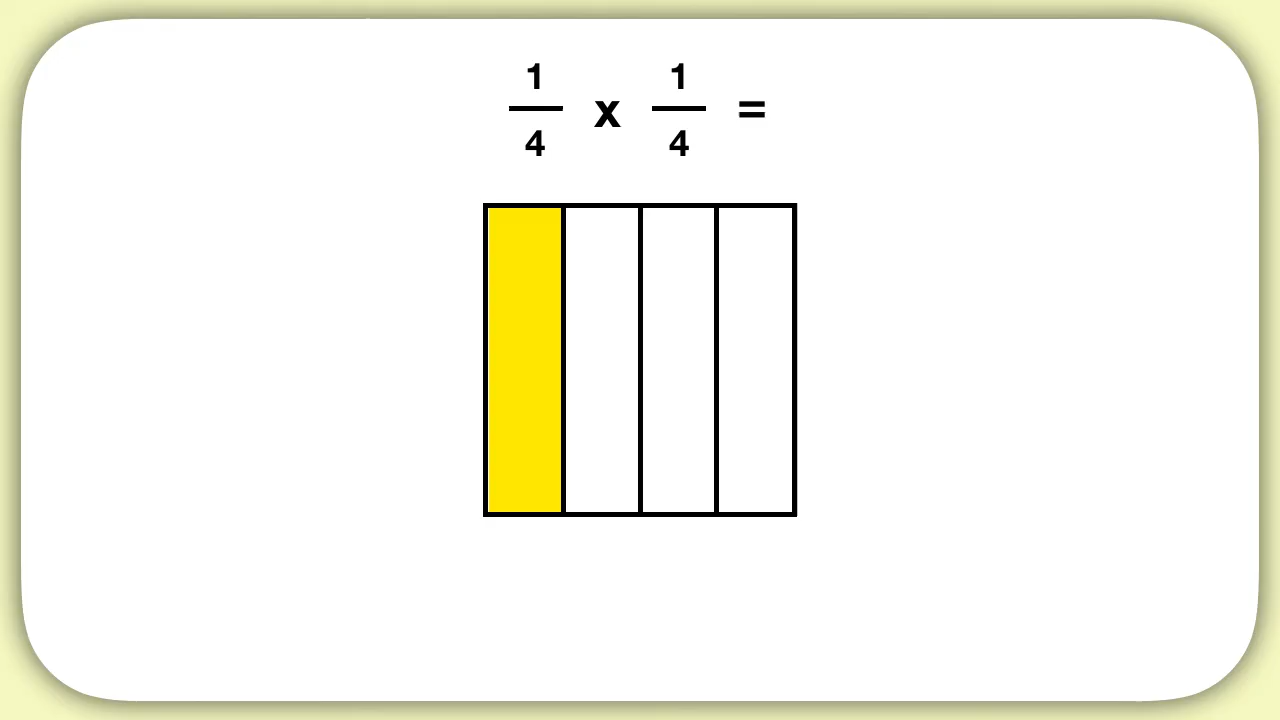 1/4 x 1/4 =